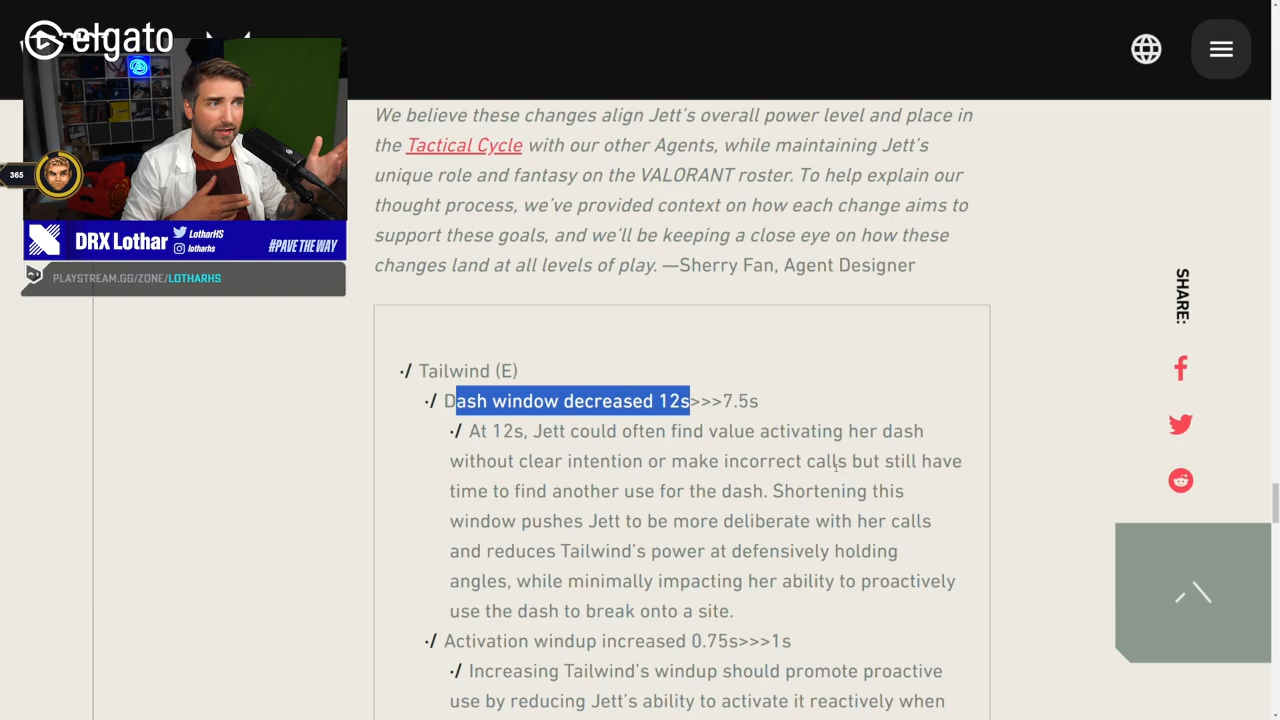 elgato
365
DRX Lothar
LotharHS
lotharhs
#PAVE THE WAY
PLAYSTREAM.GG/ZONE/LOTHARHS
We believe these changes align Jett's overall power level and place in
the Tactical Cycle with our other Agents, while maintaining Jett's
unique role and fantasy on the VALORANT roster. To help explain our
thought process, we've provided context on how each change aims to
support these goals, and we'll be keeping a close eye on how these
changes land at all levels of play. —Sherry Fan, Agent Designer
Tailwind (E)
Dash window decreased 12s>>>7.5s
At 12s, Jett could often find value activating her dash
without clear intention or make incorrect calls but still have
time to find another use for the dash. Shortening this
window pushes Jett to be more deliberate with her calls
and reduces Tailwind's power at defensively holding
angles, while minimally impacting her ability to proactively
use the dash to break onto a site.
Activation windup increased 0.75s>>>1s
Increasing Tailwind's windup should promote proactive
use by reducing Jett's ability to activate it reactively when
SHARE: